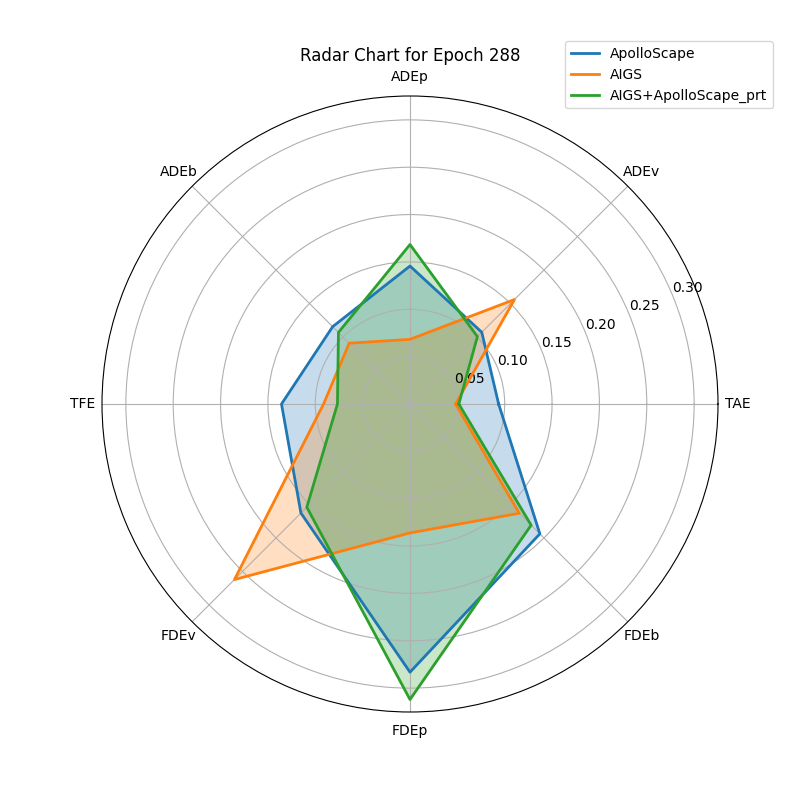 Radar Chart for Epoch 288
ApolloScape
AIGS
AIGS+ApolloScape_prt
ADEp
ADEb
ADEv
0.30
0.25
0.20
0.15
0.10
0.05
TFE
TAE
FDEv
FDEb
FDEp